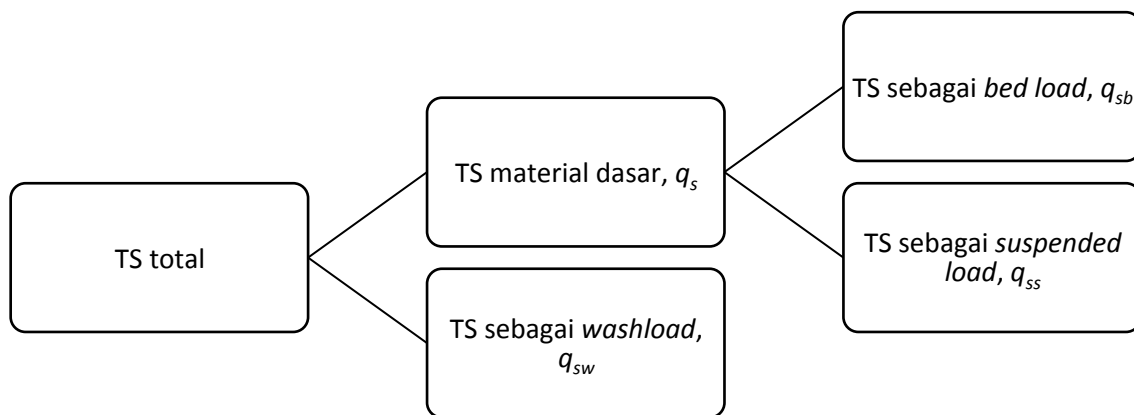 TS total
TS material dasar, qs
TS sebagai washload,
qsw
TS sebagai bed load, qsb
TS sebagai suspended
load, qss